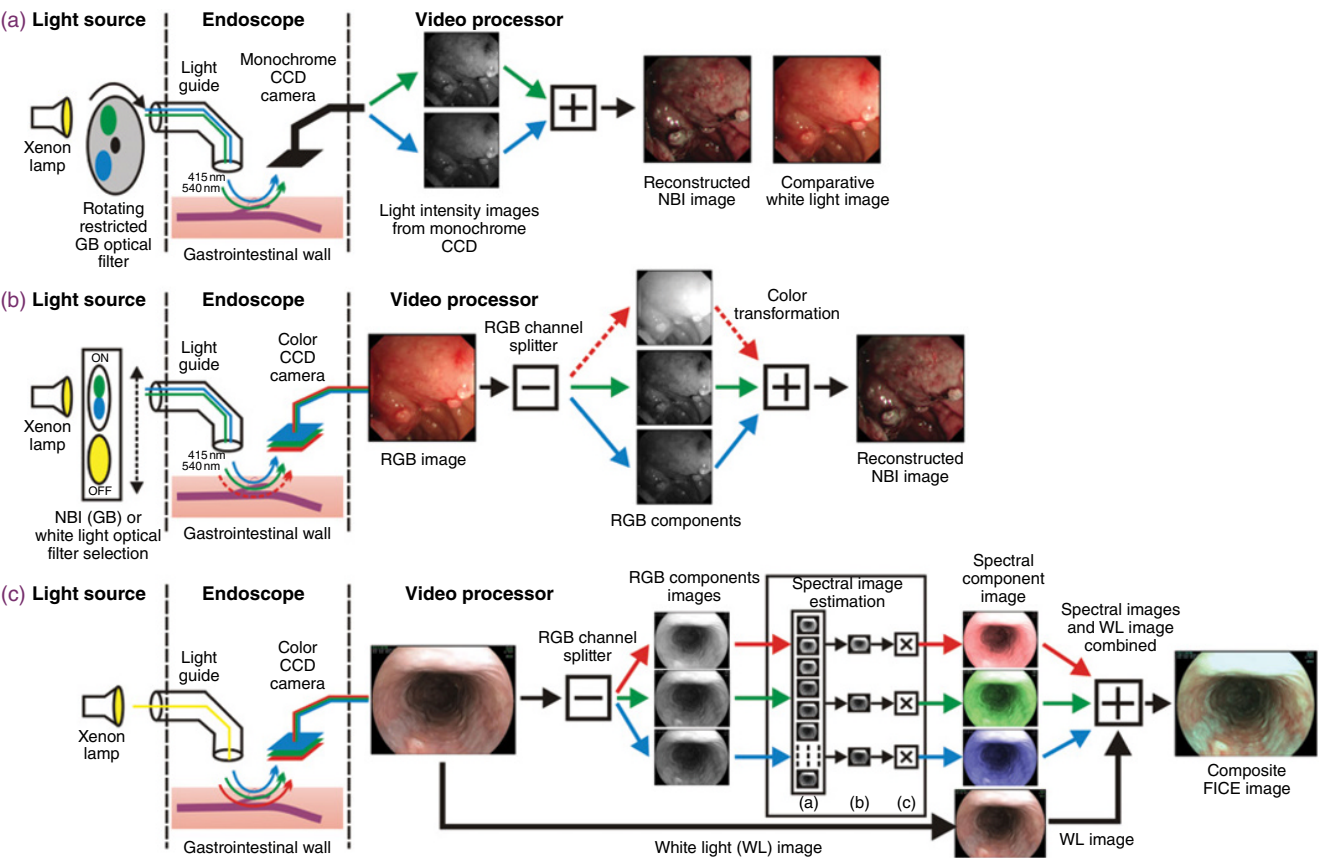 (a) Light source
Endoscope
Video processor
Light
guide
Monochrome
CCD
camera
Xenon
lamp
415 nm
540 nm
Rotating
restricted
GB optical
filter
Gastrointestinal wall
Light intensity images
from monochrome
CCD
Reconstructed
NBI image
Comparative
white light image
(b) Light source
Endoscope
Video processor
ON
OFF
Xenon
lamp
NBI (GB) or
white light optical
filter selection
Light
guide
Color
CCD
camera
415 nm
540 nm
Gastrointestinal wall
RGB image
RGB channel
splitter
RGB components
Color
transformation
Reconstructed
NBI image
(c) Light source
Endoscope
Video processor
Xenon
lamp
Light
guide
Color
CCD
camera
Gastrointestinal wall
RGB channel
splitter
RGB components
images
Spectral image
estimation
(a)
(b)
(c)
Spectral
component
image
Spectral images
and WL image
combined
White light (WL) image
WL image
Composite
FICE image